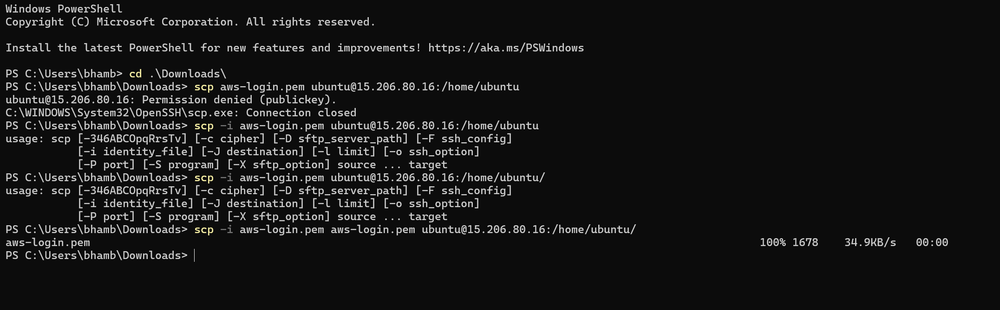 Windows PowerShell
Copyright (C) Microsoft Corporation. All rights reserved.
Install the latest PowerShell for new features and improvements! https://aka.ms/PSWindows
PS C:\Users\bhamb> cd .\Downloads\
PS C:\Users\bhamb\Downloads> scp aws-login.pem ubuntu@15.206.80.16:/home/ubuntu
ubuntu@15.206.80.16: Permission denied (publickey).
C:\WINDOWS\System32\OpenSSH\scp.exe: Connection closed
PS C:\Users\bhamb\Downloads> scp -i aws-login.pem ubuntu@15.206.80.16:/home/ubuntu
usage: scp [-346ABCOpqRrsTv] [-c cipher] [-D sftp_server_path] [-F ssh_config]
           [-i identity_file] [-J destination] [-l limit] [-o ssh_option]
           [-P port] [-S program] [-X sftp_option] source ... target
PS C:\Users\bhamb\Downloads> scp -i aws-login.pem ubuntu@15.206.80.16:/home/ubuntu/
usage: scp [-346ABCOpqRrsTv] [-c cipher] [-D sftp_server_path] [-F ssh_config]
           [-i identity_file] [-J destination] [-l limit] [-o ssh_option]
           [-P port] [-S program] [-X sftp_option] source ... target
PS C:\Users\bhamb\Downloads> scp -i aws-login.pem aws-login.pem ubuntu@15.206.80.16:/home/ubuntu/
aws-login.pem 100% 1678 34.9KB/s 00:00
PS C:\Users\bhamb\Downloads>